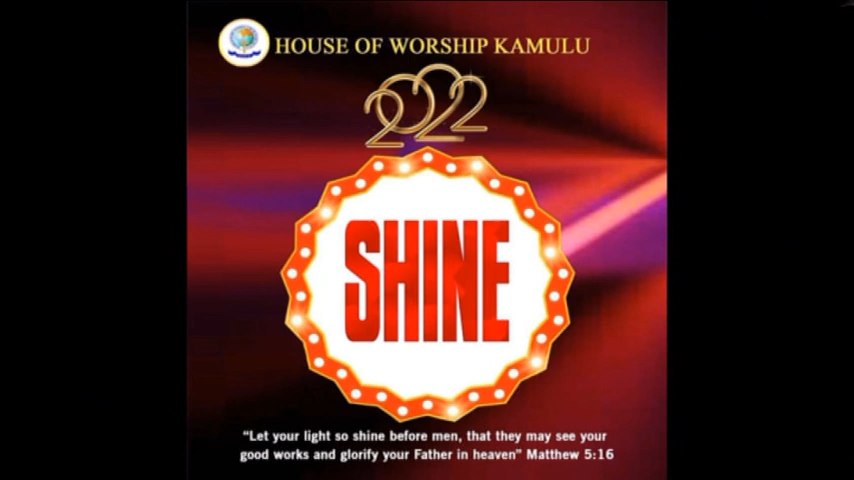 HOUSE OF WORSHIP KAMULU
2022
SHINE
“Let your light so shine before men, that they may see your
good works and glorify your Father in heaven” Matthew 5:16